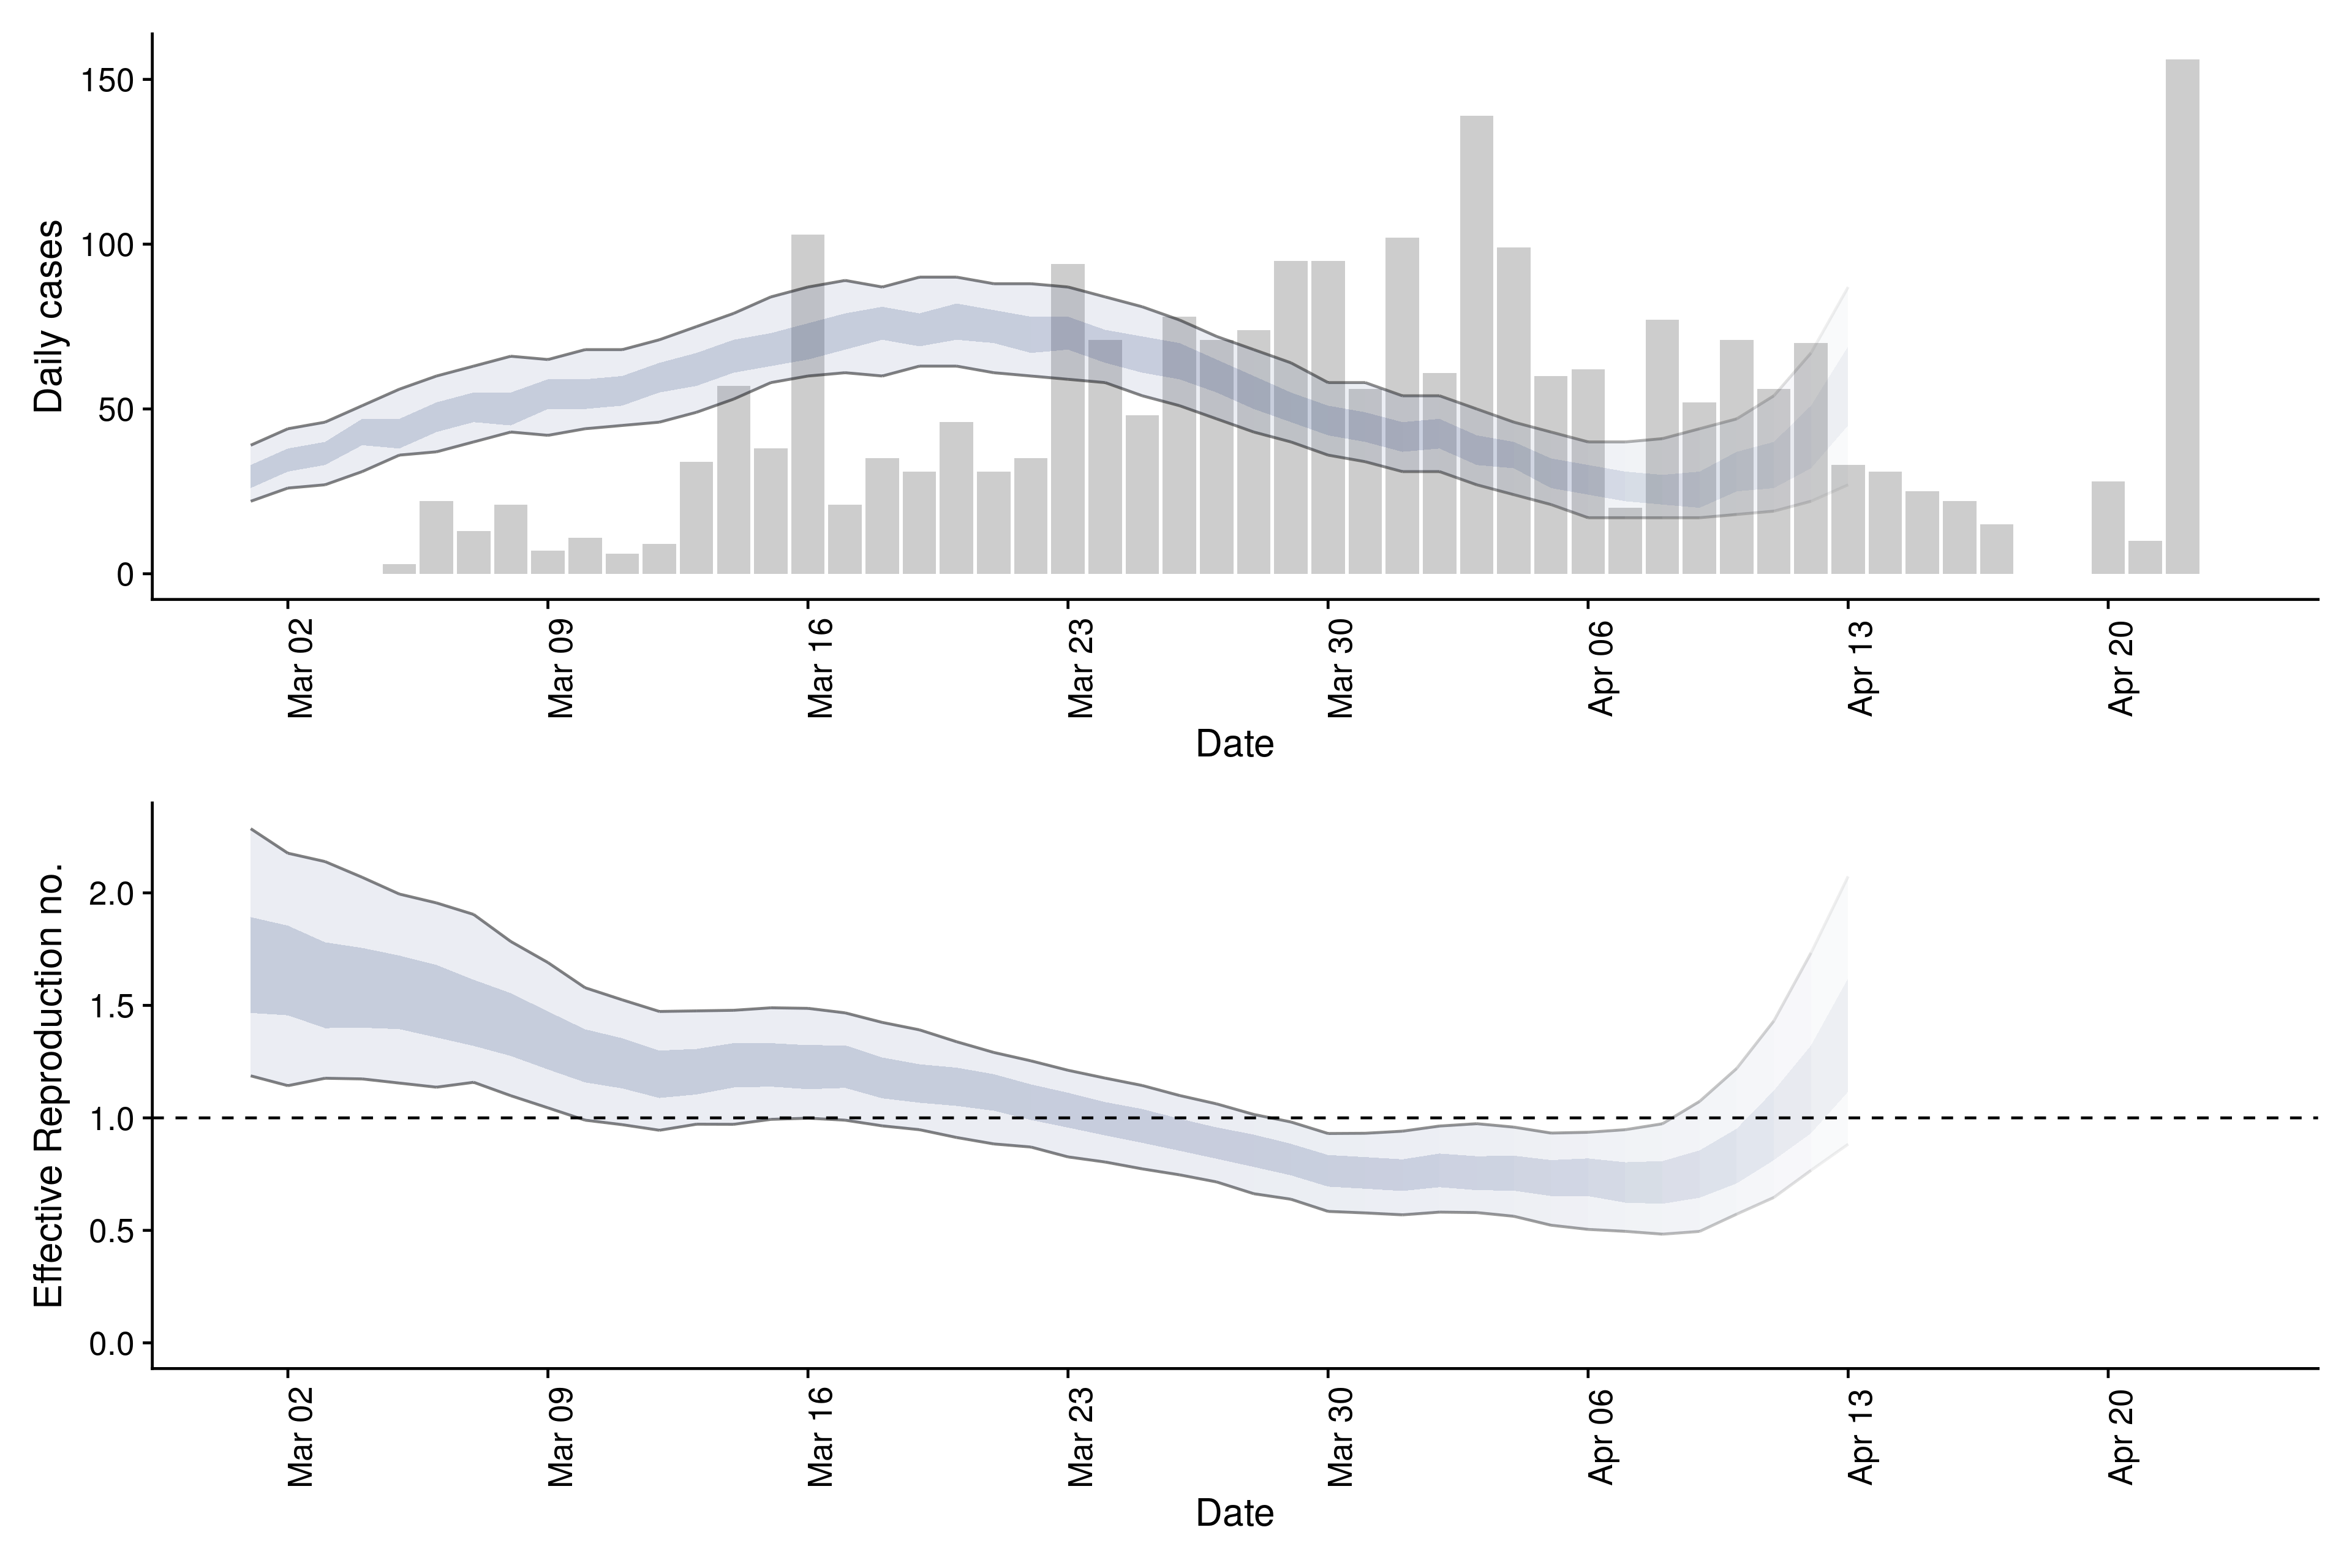 Daily cases
150
100
50
0
Mar 02
Mar 09
Mar 16
Mar 23
Mar 30
Apr 06
Apr 13
Apr 20
Date
Effective Reproduction no.
2.0
1.5
1.0
0.5
0.0
Mar 02
Mar 09
Mar 16
Mar 23
Mar 30
Apr 06
Apr 13
Apr 20
Date